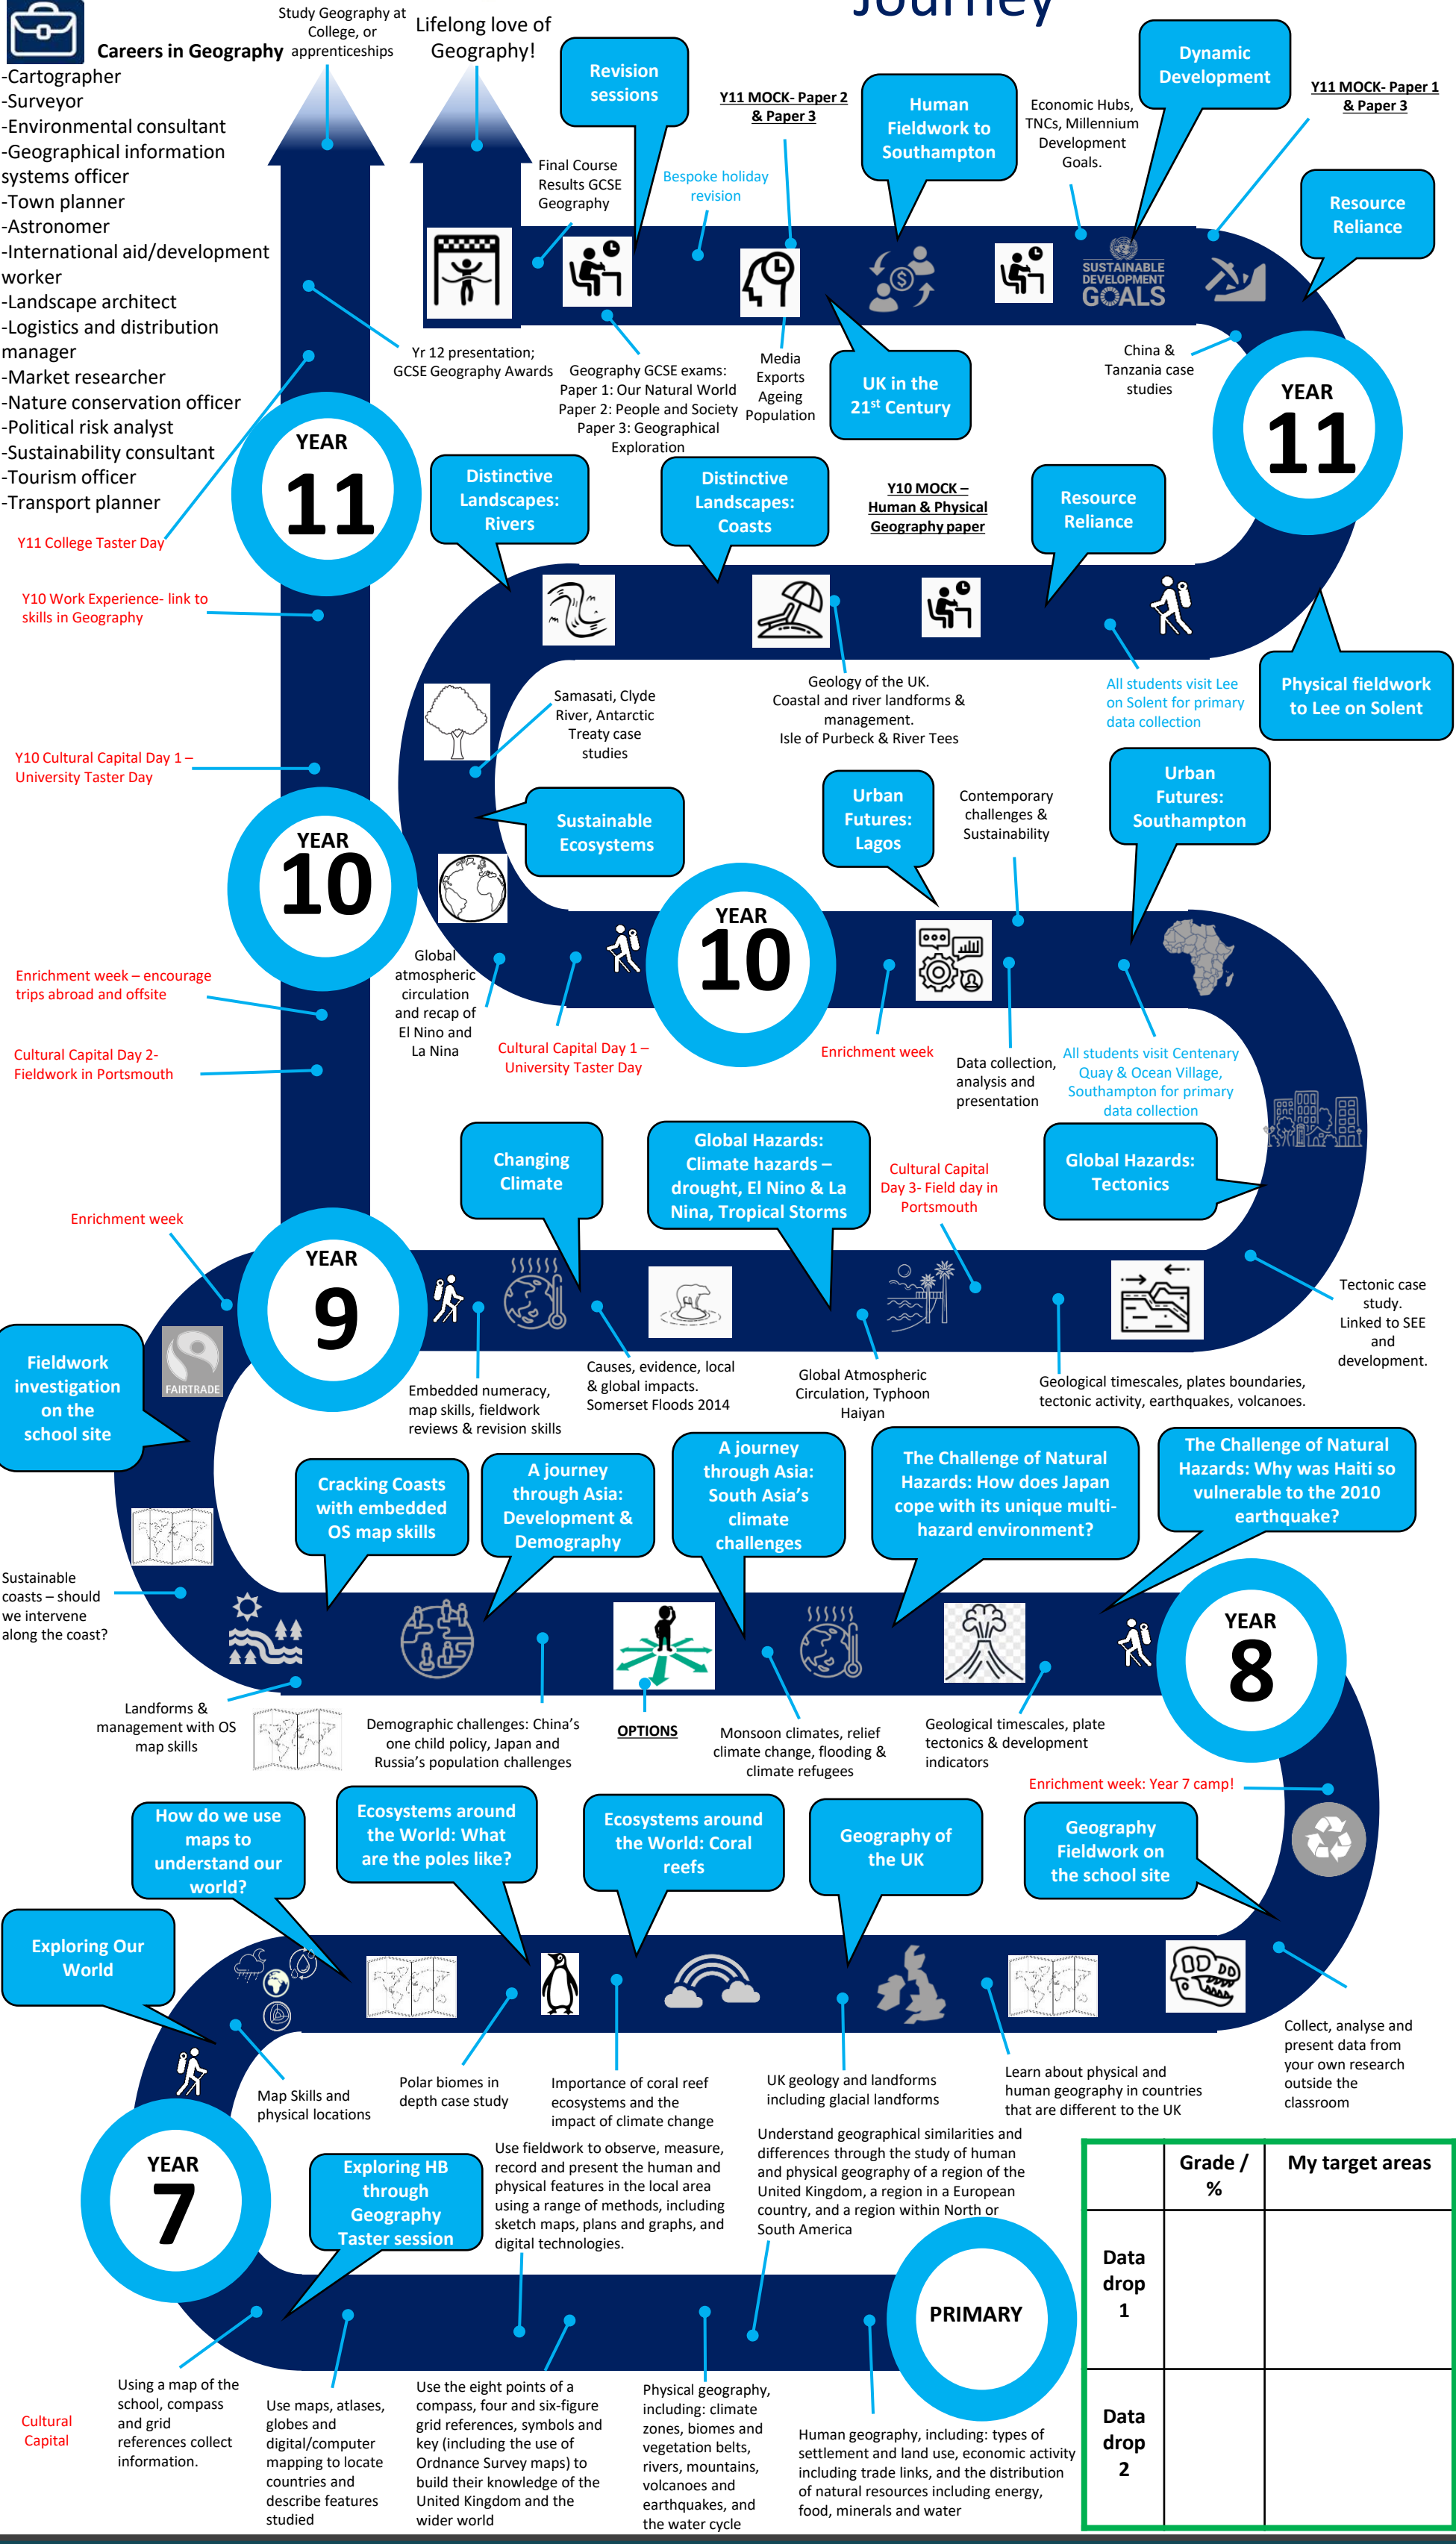 Journey
Careers in Geography
-Cartographer
-Surveyor
-Environmental consultant
-Geographical information
systems officer
-Town planner
-Astronomer
-International aid/development
worker
-Landscape architect
-Logistics and distribution
manager
-Market researcher
-Nature conservation officer
-Political risk analyst
-Sustainability consultant
-Tourism officer
-Transport planner
Study Geography at
College, or
apprenticeships
Lifelong love of
Geography!
Revision
sessions
Final Course
Results GCSE
Geography
Bespoke holiday
revision
Y11 MOCK- Paper 2
& Paper 3
Human
Fieldwork to
Southampton
Economic Hubs,
TNCs, Millennium
Development
Goals.
Dynamic
Development
Y11 MOCK- Paper 1
& Paper 3
Resource
Reliance
SUSTAINABLE
DEVELOPMENT
GOALS
Yr 12 presentation;
GCSE Geography Awards
Geography GCSE exams:
Paper 1: Our Natural World
Paper 2: People and Society
Paper 3: Geographical
Exploration
Media
Exports
Ageing
Population
UK in the
21st Century
China &
Tanzania case
studies
YEAR
11
YEAR
11
Y11 College Taster Day
Y10 Work Experience- link to
skills in Geography
Y10 Cultural Capital Day 1 –
University Taster Day
YEAR
10
Enrichment week – encourage
trips abroad and offsite
Cultural Capital Day 2-
Fieldwork in Portsmouth
Distinctive
Landscapes:
Rivers
Distinctive
Landscapes:
Coasts
Y10 MOCK –
Human & Physical
Geography paper
Resource
Reliance
Samasati, Clyde
River, Antarctic
Treaty case
studies
Geology of the UK.
Coastal and river landforms &
management.
Isle of Purbeck & River Tees
All students visit Lee
on Solent for primary
data collection
Physical fieldwork
to Lee on Solent
Sustainable
Ecosystems
Urban
Futures:
Lagos
Contemporary
challenges &
Sustainability
Urban
Futures:
Southampton
Global
atmospheric
circulation
and recap of
El Nino and
La Nina
YEAR
10
Cultural Capital Day 1 –
University Taster Day
Enrichment week
Data collection,
analysis and
presentation
All students visit Centenary
Quay & Ocean Village,
Southampton for primary
data collection
Changing
Climate
Global Hazards:
Climate hazards –
drought, El Nino & La
Nina, Tropical Storms
Cultural Capital
Day 3- Field day in
Portsmouth
Global Hazards:
Tectonics
Enrichment week
YEAR
9
FAIRTRADE
Fieldwork
investigation
on the
school site
Embedded numeracy,
map skills, fieldwork
reviews & revision skills
Causes, evidence, local
& global impacts.
Somerset Floods 2014
Global Atmospheric
Circulation, Typhoon
Haiyan
Geological timescales, plates boundaries,
tectonic activity, earthquakes, volcanoes.
Tectonic case
study.
Linked to SEE
and
development.
Cracking Coasts
with embedded
OS map skills
A journey
through Asia:
Development &
Demography
A journey
through Asia:
South Asia's
climate
challenges
The Challenge of Natural
Hazards: How does Japan
cope with its unique multi-
hazard environment?
The Challenge of Natural
Hazards: Why was Haiti so
vulnerable to the 2010
earthquake?
Sustainable
coasts – should
we intervene
along the coast?
Landforms &
management with OS
map skills
Demographic challenges: China's
one child policy, Japan and
Russia's population challenges
OPTIONS
Monsoon climates, relief
climate change, flooding &
climate refugees
Geological timescales, plate
tectonics & development
indicators
YEAR
8
Enrichment week: Year 7 camp!
How do we use
maps to
understand our
world?
Ecosystems around
the World: What
are the poles like?
Ecosystems around
the World: Coral
reefs
Geography of
the UK
Geography
Fieldwork on
the school site
Exploring Our
World
Map Skills and
physical locations
Polar biomes in
depth case study
Importance of coral reef
ecosystems and the
impact of climate change
UK geology and landforms
including glacial landforms
Learn about physical and
human geography in countries
that are different to the UK
Collect, analyse and
present data from
your own research
outside the
classroom
YEAR
7
Exploring HB
through
Geography
Taster session
Use fieldwork to observe, measure,
record and present the human and
physical features in the local area
using a range of methods, including
sketch maps, plans and graphs, and
digital technologies.
Understand geographical similarities and
differences through the study of human
and physical geography of a region of the
United Kingdom, a region in a European
country, and a region within North or
South America
PRIMARY
Cultural
Capital
Using a map of the
school, compass
and grid
references collect
information.
Use maps, atlases,
globes and
digital/computer
mapping to locate
countries and
describe features
studied
Use the eight points of a
compass, four and six-figure
grid references, symbols and
key (including the use of
Ordnance Survey maps) to
build their knowledge of the
United Kingdom and the
wider world
Physical geography,
including: climate
zones, biomes and
vegetation belts,
rivers, mountains,
volcanoes and
earthquakes, and
the water cycle
Human geography, including: types of
settlement and land use, economic activity
including trade links, and the distribution
of natural resources including energy,
food, minerals and water
Grade /
%
My target areas
Data
drop
1
Data
drop
2